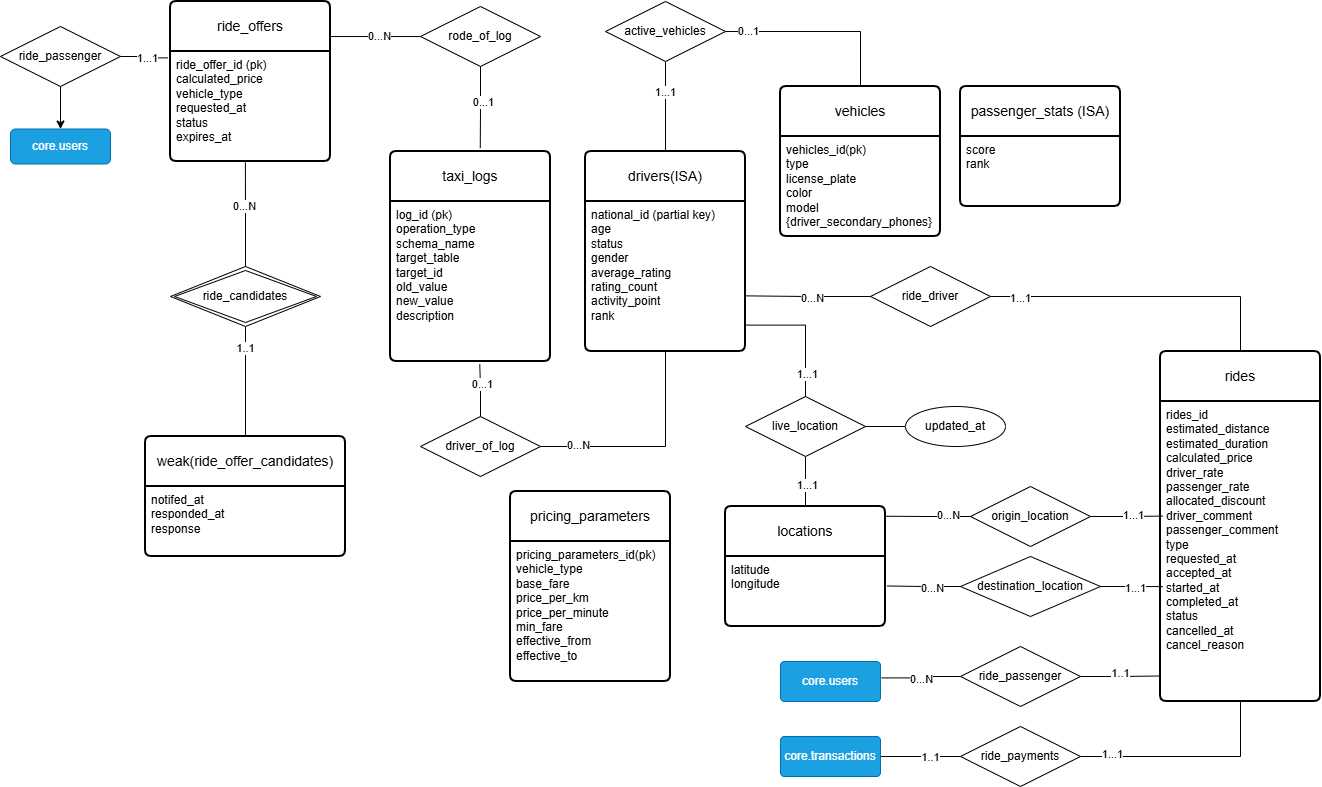 ride_offers
ride_offer_id (pk)
calculated_price
vehicle_type
requested_at
status
expires_at
ride_passenger
1...1
core.users
0...N
rode_of_log
0...1
active_vehicles
0...1
1...1
vehicles
vehicles_id(pk)
type
license_plate
color
model
{driver_secondary_phones}
passenger_stats (ISA)
score
rank
taxi_logs
log_id (pk)
operation_type
schema_name
target_table
target_id
old_value
new_value
description
drivers(ISA)
national_id (partial key)
age
status
gender
average_rating
rating_count
activity_point
rank
0...N
ride_candidates
1..1
weak(ride_offer_candidates)
notifed_at
responded_at
response
0...1
driver_of_log
0...N
0...N
ride_driver
1...1
1...1
live_location
updated_at
1...1
rides
rides_id
estimated_distance
estimated_duration
calculated_price
driver_rate
passenger_rate
allocated_discount
driver_comment
passenger_comment
type
requested_at
accepted_at
started_at
completed_at
status
cancelled_at
cancel_reason
pricing_parameters
pricing_parameters_id(pk)
vehicle_type
base_fare
price_per_km
price_per_minute
min_fare
effective_from
effective_to
locations
latitude
longitude
0...N
origin_location
1...1
0...N
destination_location
1...1
core.users
0...N
ride_passenger
1..1
core.transactions
1..1
ride_payments
1...1